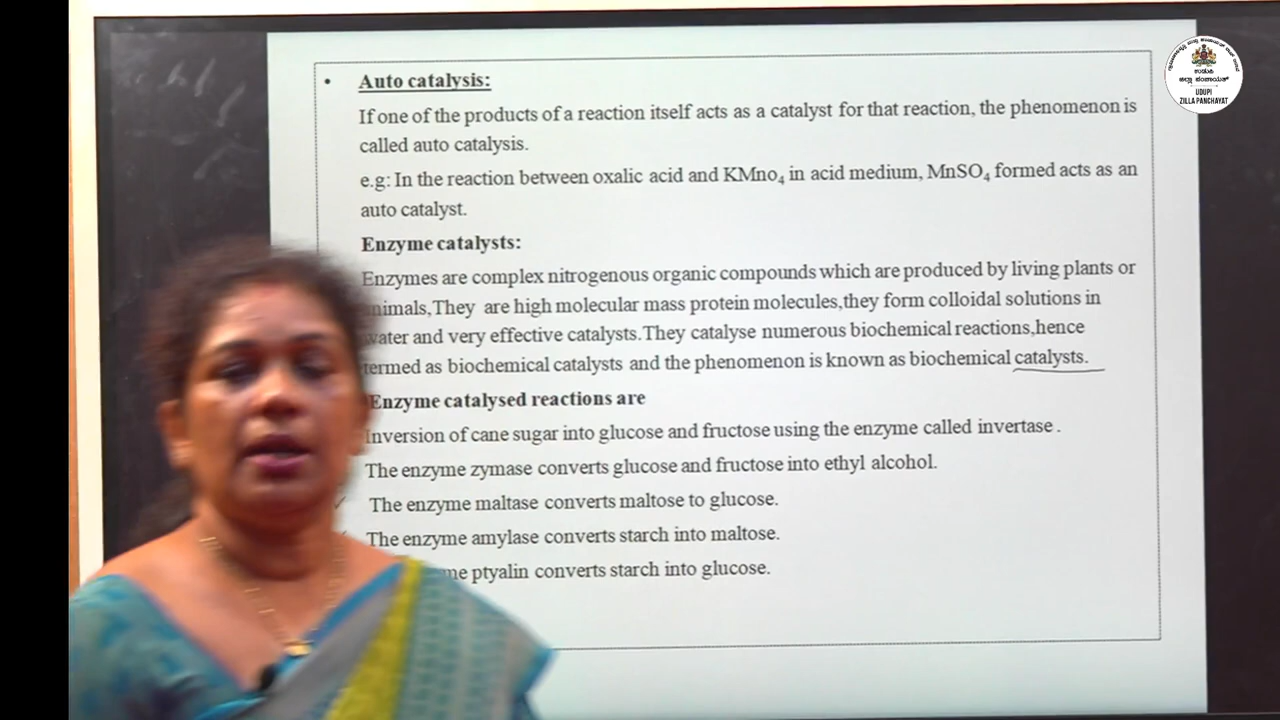 Auto catalysis:
If one of the products of a reaction itself acts as a catalyst for that reaction, the phenomenon is
called auto catalysis.
e.g: In the reaction between oxalic acid and KMno₄ in acid medium, MnSO₄ formed acts as an
auto catalyst.
Enzyme catalysts:
Enzymes are complex nitrogenous organic compounds which are produced by living plants or
nimals,They are high molecular mass protein molecules,they form colloidal solutions in
water and very effective catalysts.They catalyse numerous biochemical reactions,hence
termed as biochemical catalysts and the phenomenon is known as biochemical catalysts.
Enzyme catalysed reactions are
Inversion of cane sugar into glucose and fructose using the enzyme called invertase .
The enzyme zymase converts glucose and fructose into ethyl alcohol.
The enzyme maltase converts maltose to glucose.
The enzyme amylase converts starch into maltose.
me ptyalin converts starch into glucose.
ಉಡುಪಿ
ಜಿಲ್ಲಾ ಪಂಚಾಯತ್
UDUPI
ZILLA PANCHAYAT